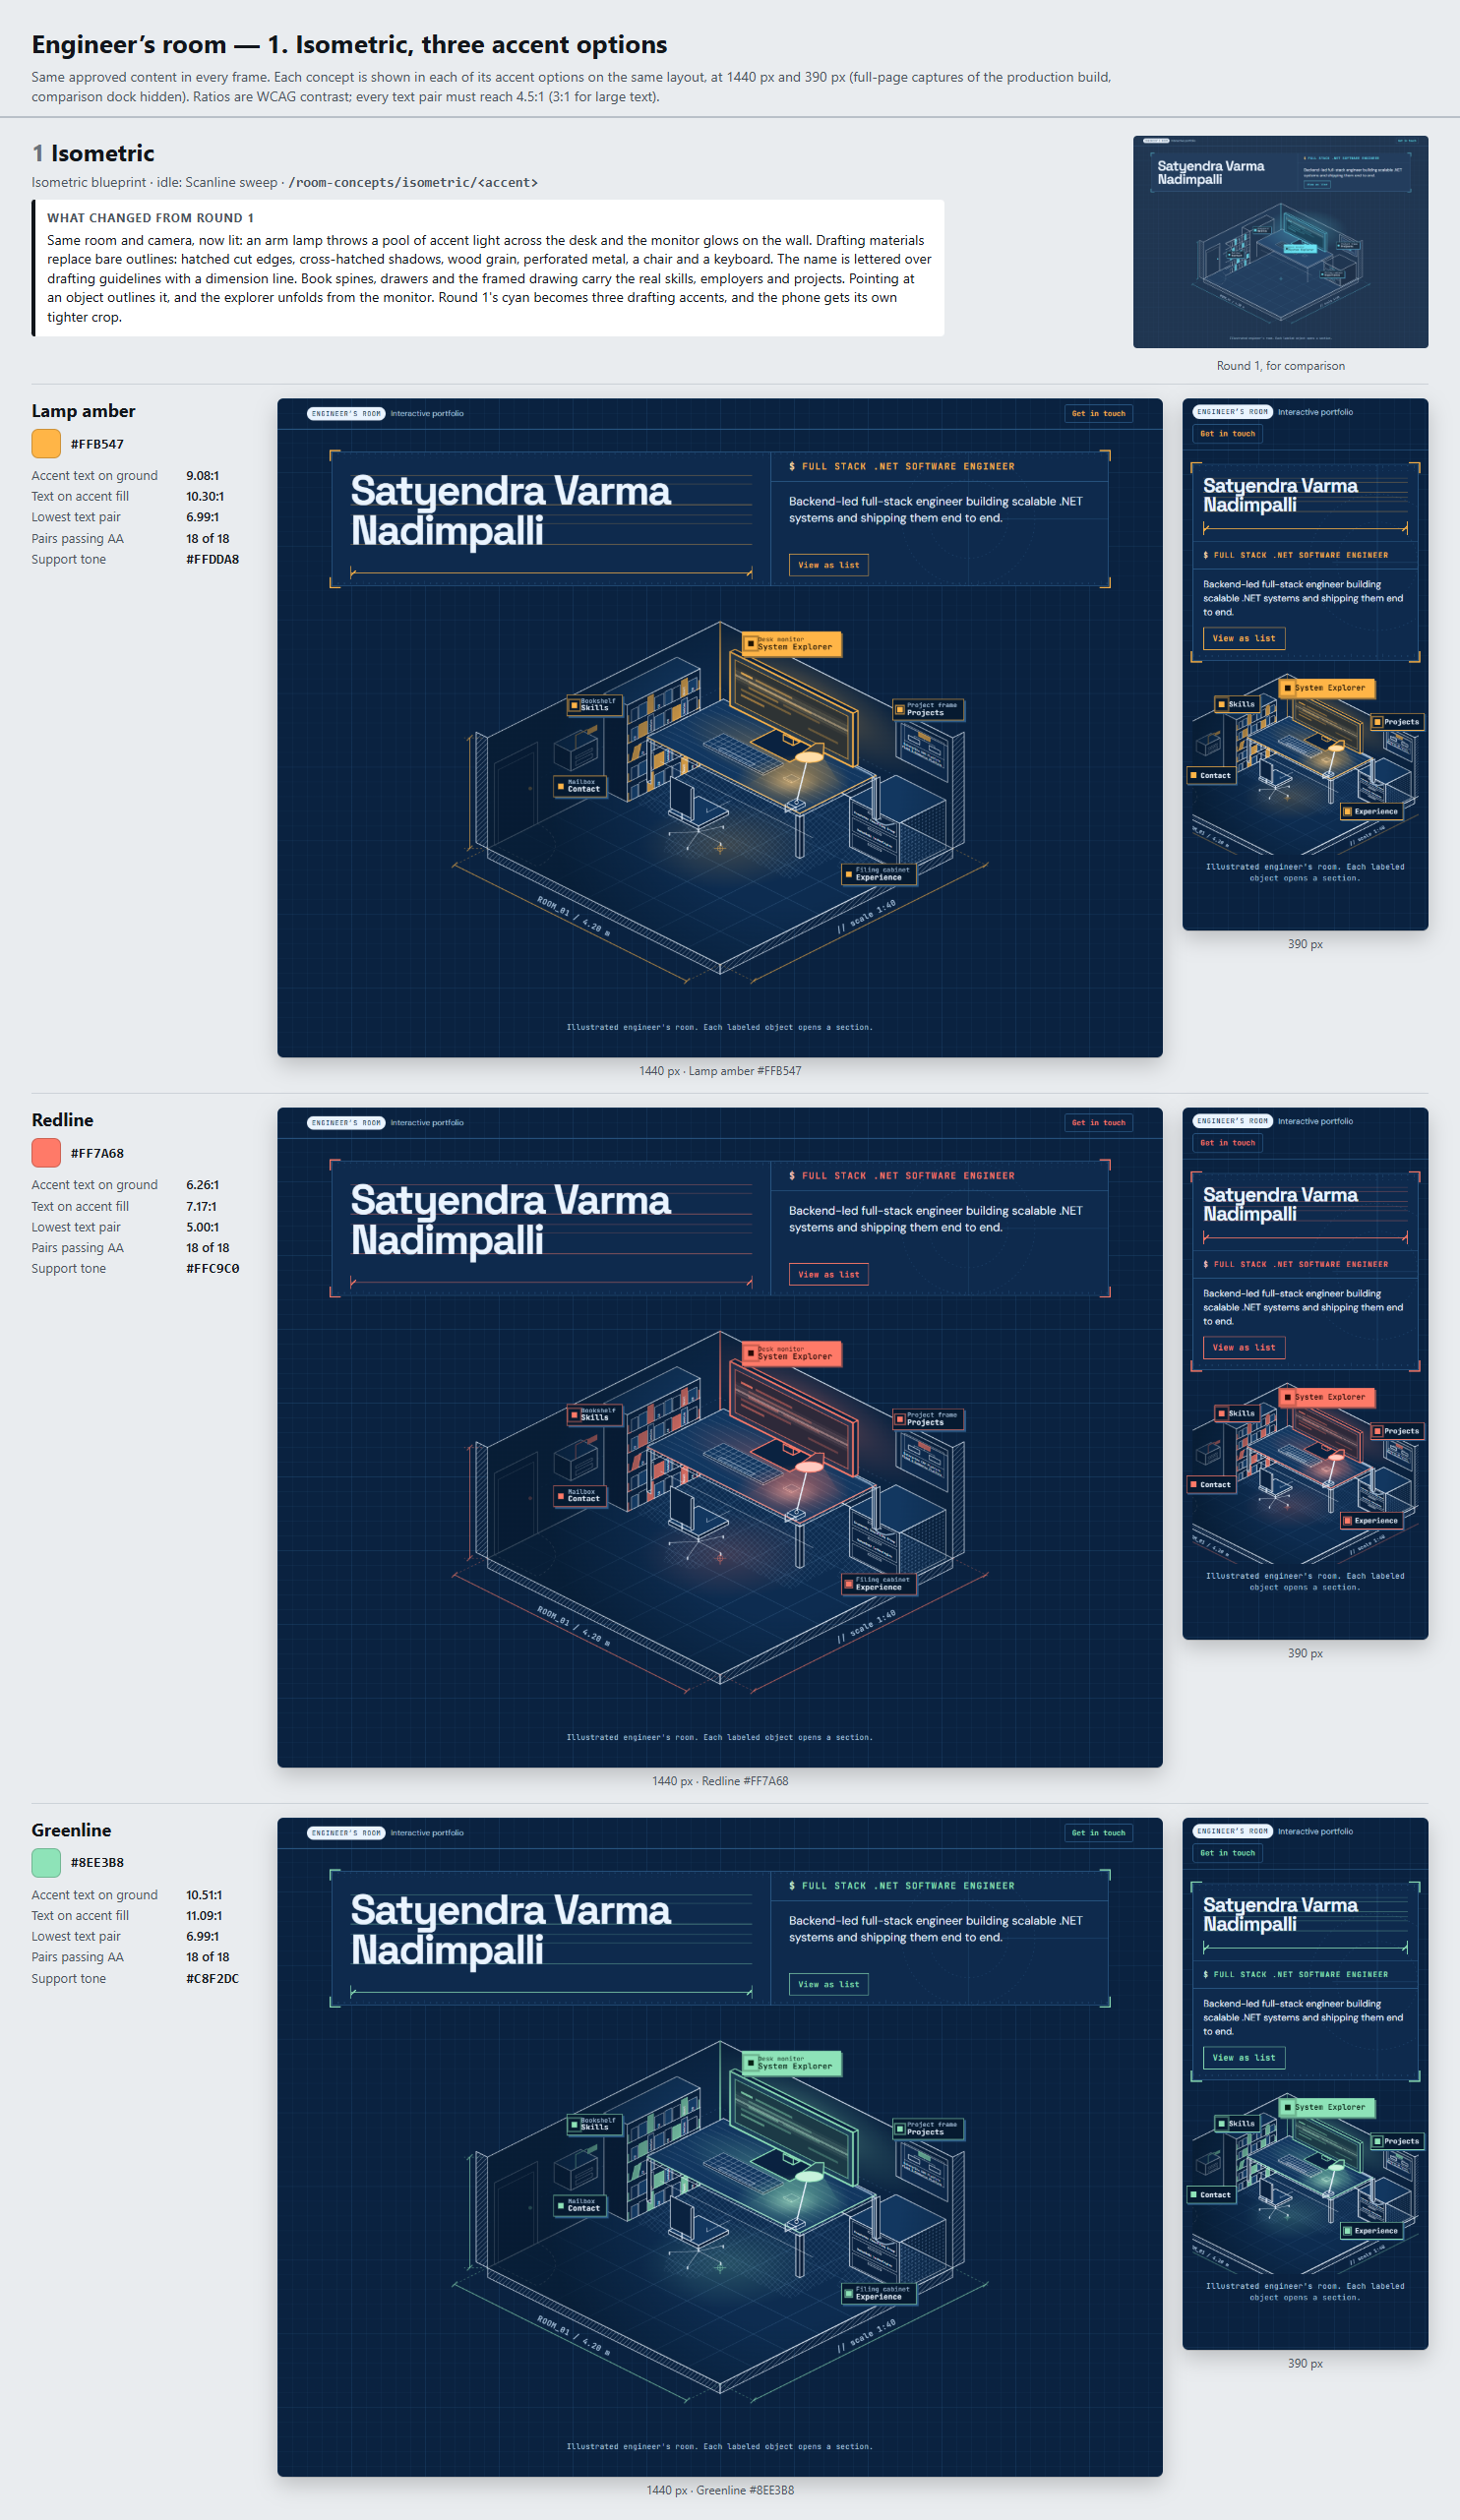 Engineer’s room — 1. Isometric, three accent options
Same approved content in every frame. Each concept is shown in each of its accent options on the same layout, at 1440 px and 390 px (full-page captures of the production build,
comparison dock hidden). Ratios are WCAG contrast; every text pair must reach 4.5:1 (3:1 for large text).
1 Isometric
Isometric blueprint · idle: Scanline sweep · /room-concepts/isometric/<accent>
WHAT CHANGED FROM ROUND 1
Same room and camera, now lit: an arm lamp throws a pool of accent light across the desk and the monitor glows on the wall. Drafting materials
replace bare outlines: hatched cut edges, cross-hatched shadows, wood grain, perforated metal, a chair and a keyboard. The name is lettered over
drafting guidelines with a dimension line. Book spines, drawers and the framed drawing carry the real skills, employers and projects. Pointing at
an object outlines it, and the explorer unfolds from the monitor. Round 1's cyan becomes three drafting accents, and the phone gets its own
tighter crop.
Satyendra Varma
Nadimpalli
Round 1, for comparison
Lamp amber
#FFB547
Accent text on ground 9.08:1
Text on accent fill 10.30:1
Lowest text pair 6.99:1
Pairs passing AA 18 of 18
Support tone #FFDDA8
ENGINEER'S ROOM Interactive portfolio
Get in touch
Satyendra Varma
Nadimpalli
$ FULL STACK .NET SOFTWARE ENGINEER
Backend-led full-stack engineer building scalable .NET
systems and shipping them end to end.
View as list
Desk monitor
System Explorer
Bookshelf
Skills
Project frame
Projects
Mailbox
Contact
Filing cabinet
Experience
ROOM_01 / 4.20 m
// scale 1:40
Illustrated engineer's room. Each labeled object opens a section.
1440 px · Lamp amber #FFB547
ENGINEER'S ROOM Interactive portfolio
Get in touch
Satyendra Varma
Nadimpalli
$ FULL STACK .NET SOFTWARE ENGINEER
Backend-led full-stack engineer building
scalable .NET systems and shipping them end
to end.
View as list
System Explorer
Skills
Projects
Contact
Experience
// scale 1:40
Illustrated engineer's room. Each labeled
object opens a section.
390 px
Redline
#FF7A68
Accent text on ground 6.26:1
Text on accent fill 7.17:1
Lowest text pair 5.00:1
Pairs passing AA 18 of 18
Support tone #FFC9C0
ENGINEER'S ROOM Interactive portfolio
Get in touch
Satyendra Varma
Nadimpalli
$ FULL STACK .NET SOFTWARE ENGINEER
Backend-led full-stack engineer building scalable .NET
systems and shipping them end to end.
View as list
Desk monitor
System Explorer
Bookshelf
Skills
Project frame
Projects
Mailbox
Contact
Filing cabinet
Experience
ROOM_01 / 4.20 m
// scale 1:40
Illustrated engineer's room. Each labeled object opens a section.
1440 px · Redline #FF7A68
ENGINEER'S ROOM Interactive portfolio
Get in touch
Satyendra Varma
Nadimpalli
$ FULL STACK .NET SOFTWARE ENGINEER
Backend-led full-stack engineer building
scalable .NET systems and shipping them end
to end.
View as list
System Explorer
Skills
Projects
Contact
Experience
// scale 1:40
Illustrated engineer's room. Each labeled
object opens a section.
390 px
Greenline
#8EE3B8
Accent text on ground 10.51:1
Text on accent fill 11.09:1
Lowest text pair 6.99:1
Pairs passing AA 18 of 18
Support tone #C8F2DC
ENGINEER'S ROOM Interactive portfolio
Get in touch
Satyendra Varma
Nadimpalli
$ FULL STACK .NET SOFTWARE ENGINEER
Backend-led full-stack engineer building scalable .NET
systems and shipping them end to end.
View as list
Desk monitor
System Explorer
Bookshelf
Skills
Project frame
Projects
Mailbox
Contact
Filing cabinet
Experience
ROOM_01 / 4.20 m
// scale 1:40
Illustrated engineer's room. Each labeled object opens a section.
1440 px · Greenline #8EE3B8
ENGINEER'S ROOM Interactive portfolio
Get in touch
Satyendra Varma
Nadimpalli
$ FULL STACK .NET SOFTWARE ENGINEER
Backend-led full-stack engineer building
scalable .NET systems and shipping them end
to end.
View as list
System Explorer
Skills
Projects
Contact
Experience
// scale 1:40
Illustrated engineer's room. Each labeled
object opens a section.
390 px